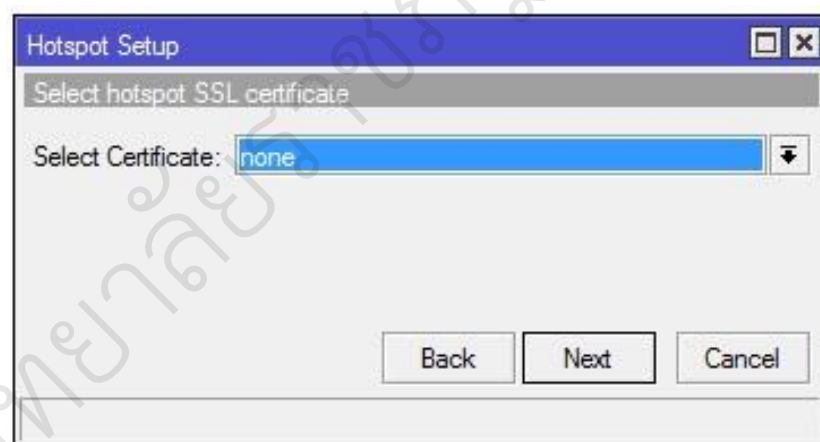 Hotspot Setup
Select hotspot SSL certificate
Select Certificate: none
Back Next Cancel